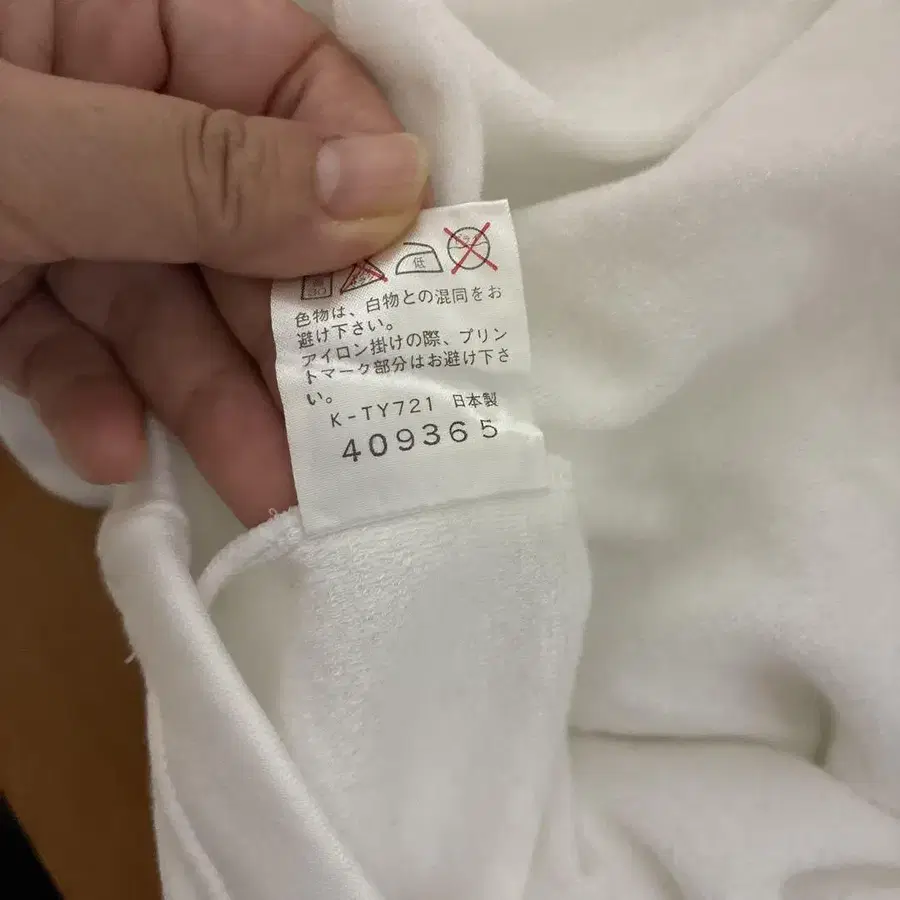 30
低
色物は、白物との混同をお
避け下さい。
アイロン掛けの際、プリン
トマーク部分はお避け下さ
い。
K-TY721 日本製
409365